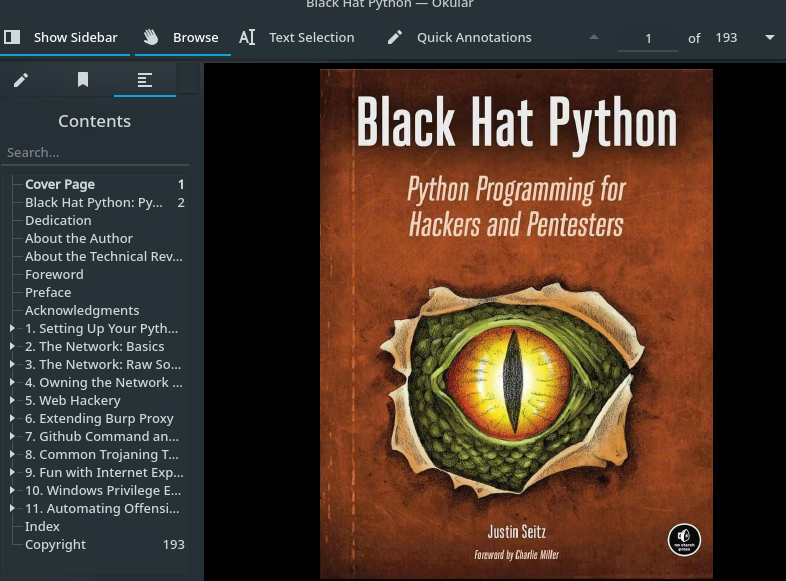 Black Hat Python — Okular
Show Sidebar
Browse
Text Selection
Quick Annotations
1 of 193
Contents
Search...
Cover Page 1
Black Hat Python: Py... 2
Dedication
About the Author
About the Technical Rev...
Foreword
Preface
Acknowledgments
1. Setting Up Your Pyth...
2. The Network: Basics
3. The Network: Raw So...
4. Owning the Network ...
5. Web Hackery
6. Extending Burp Proxy
7. Github Command an...
8. Common Trojaning T...
9. Fun with Internet Exp...
10. Windows Privilege E...
11. Automating Offensi...
Index
Copyright 193
Black Hat Python
Python Programming for
Hackers and Pentesters
Justin Seitz
Foreword by Charlie Miller
no starch
press